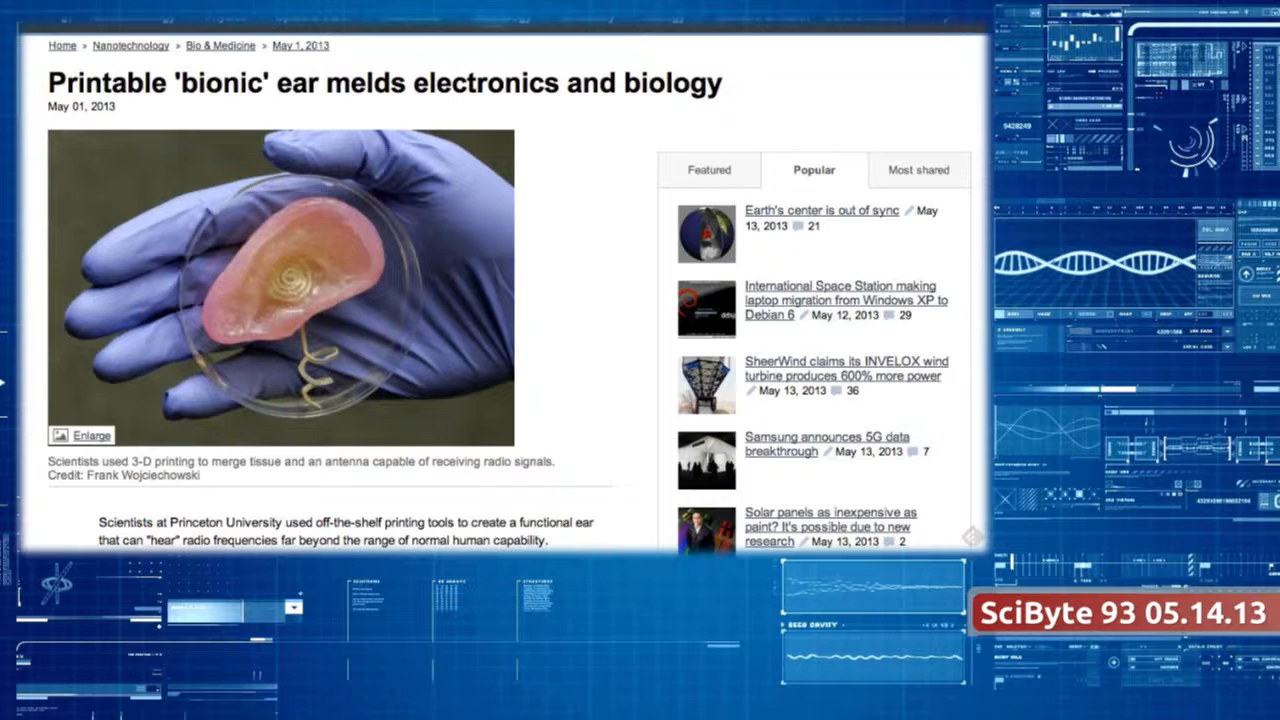 Home » Nanotechnology » Bio & Medicine » May 1, 2013
Printable 'bionic' ear melds electronics and biology
May 01, 2013
Enlarge
Scientists used 3-D printing to merge tissue and an antenna capable of receiving radio signals.
Credit: Frank Wojciechowski
Scientists at Princeton University used off-the-shelf printing tools to create a functional ear
that can "hear" radio frequencies far beyond the range of normal human capability.
Featured
Popular
Most shared
Earth's center is out of sync May
13, 2013 21
International Space Station making
laptop migration from Windows XP to
Debian 6 May 12, 2013 29
SheerWind claims its INVELOX wind
turbine produces 600% more power
May 13, 2013 36
Samsung announces 5G data
breakthrough May 13, 2013 7
Solar panels as inexpensive as
paint? It's possible due to new
research May 13, 2013 2
9428249
SciByte 93 05.14.13